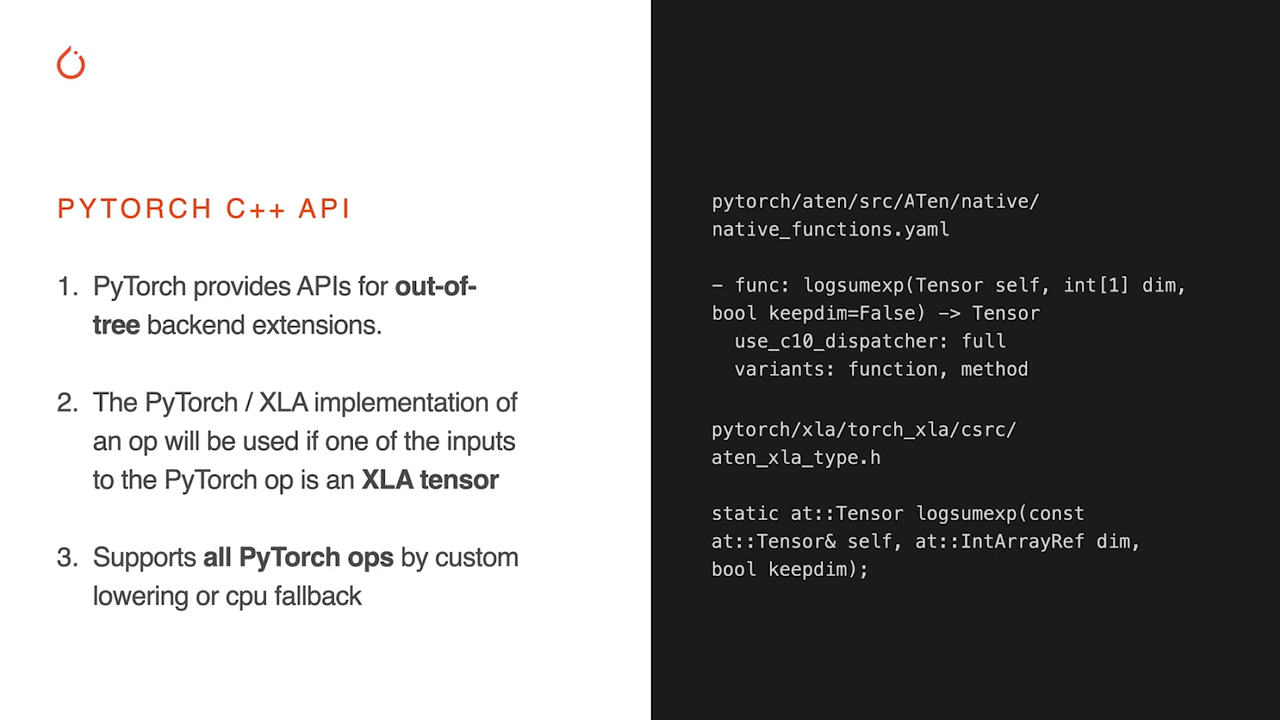 PYTORCH C++ API
1. PyTorch provides APIs for out-of-
tree backend extensions.
2. The PyTorch / XLA implementation of
an op will be used if one of the inputs
to the PyTorch op is an XLA tensor
3. Supports all PyTorch ops by custom
lowering or cpu fallback
pytorch/aten/src/ATen/native/
native_functions.yaml
– func: logsumexp(Tensor self, int[1] dim,
bool keepdim=False) -> Tensor
use_c10_dispatcher: full
variants: function, method
pytorch/xla/torch_xla/csrc/
aten_xla_type.h
static at::Tensor logsumexp(const
at::Tensor& self, at::IntArrayRef dim,
bool keepdim);